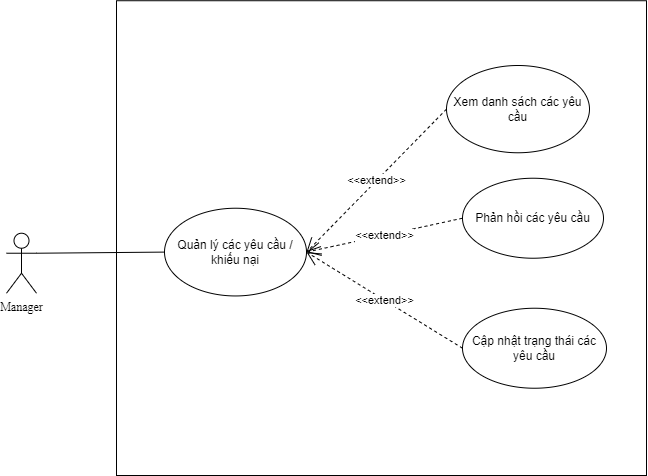 Xem danh sách các yêu
cầu
<<extend>>
Phản hồi các yêu cầu
<<extend>>
Quản lý các yêu cầu /
khiếu nại
<<extend>>
Manager
Cập nhật trạng thái các
yêu cầu